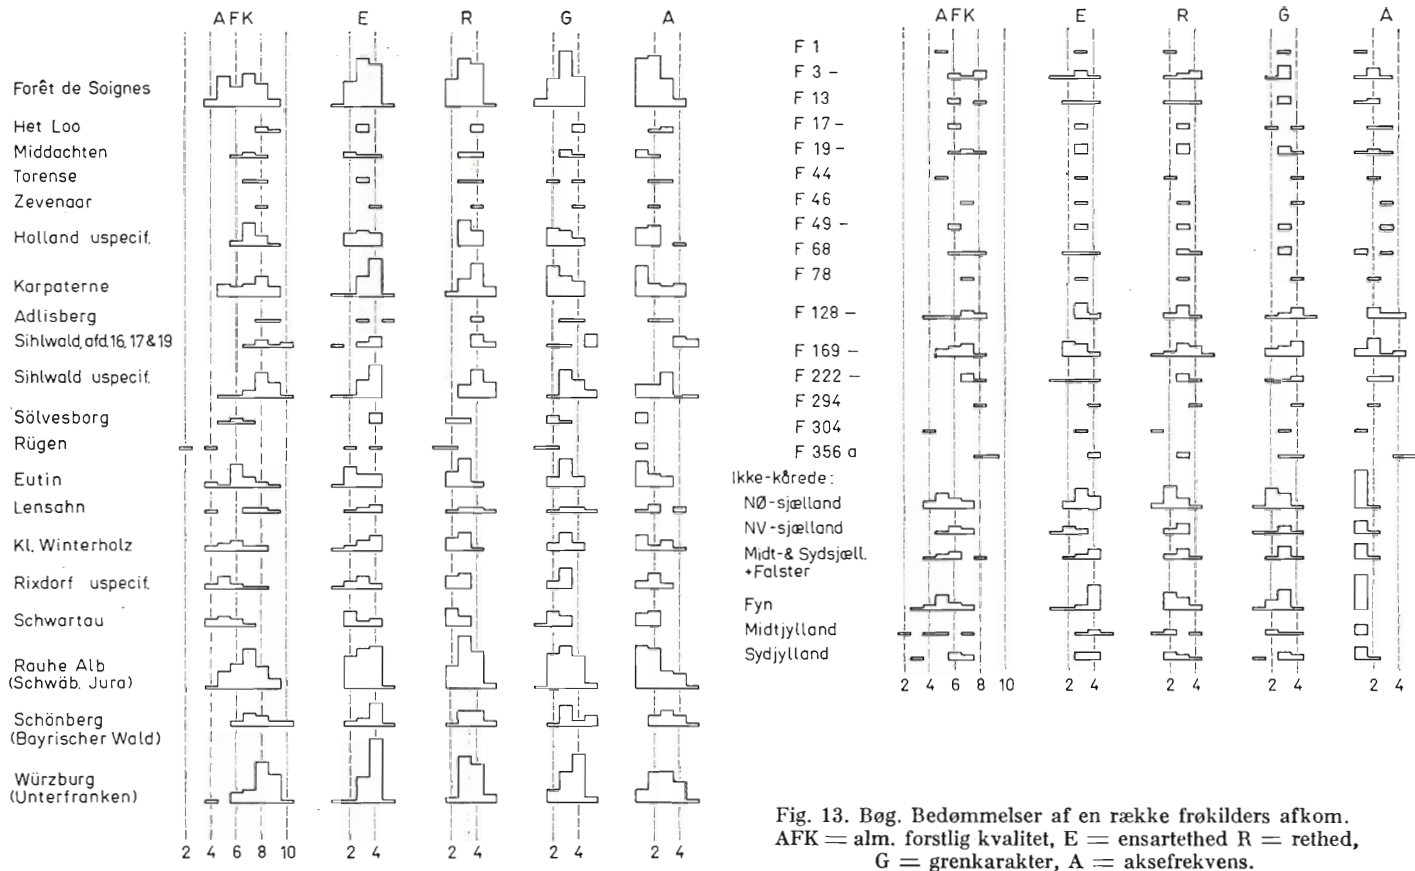 AFK E R G A
Forêt de Soignes
Het Loo
Middachten
Torense
Zevenaar
Holland uspecif.
Karpaterne
Adlisberg
Sihlwald, afd. 16, 17 & 19
Sihlwald uspecif.
Sölvesborg
Rügen
Eutin
Lensahn
Kl. Winterholz
Rixdorf uspecif.
Schwartau
Rauhe Alb
(Schwäb. Jura)
Schönberg
(Bayrischer Wald)
Würzburg
(Unterfranken)
2 4 6 8 10 2 4 2 4 2 4 2 4
AFK E R G A
F 1
F 3 –
F 13
F 17 –
F 19 –
F 44
F 46
F 49 –
F 68
F 78
F 128 –
F 169 –
F 222 –
F 294
F 304
F 356 a
Ikke-kårede:
NØ-sjælland
NV-sjælland
Midt-& Sydsjæll.
+Falster
Fyn
Midtjylland
Sydjylland
2 4 6 8 10 2 4 2 4 2 4 2 4
Fig. 13. Bøg. Bedømmelser af en række frøkilders afkom.
AFK = alm. forstlig kvalitet, E = ensartethed R = rethed,
G = grenkarakter, A = aksefrekvens.